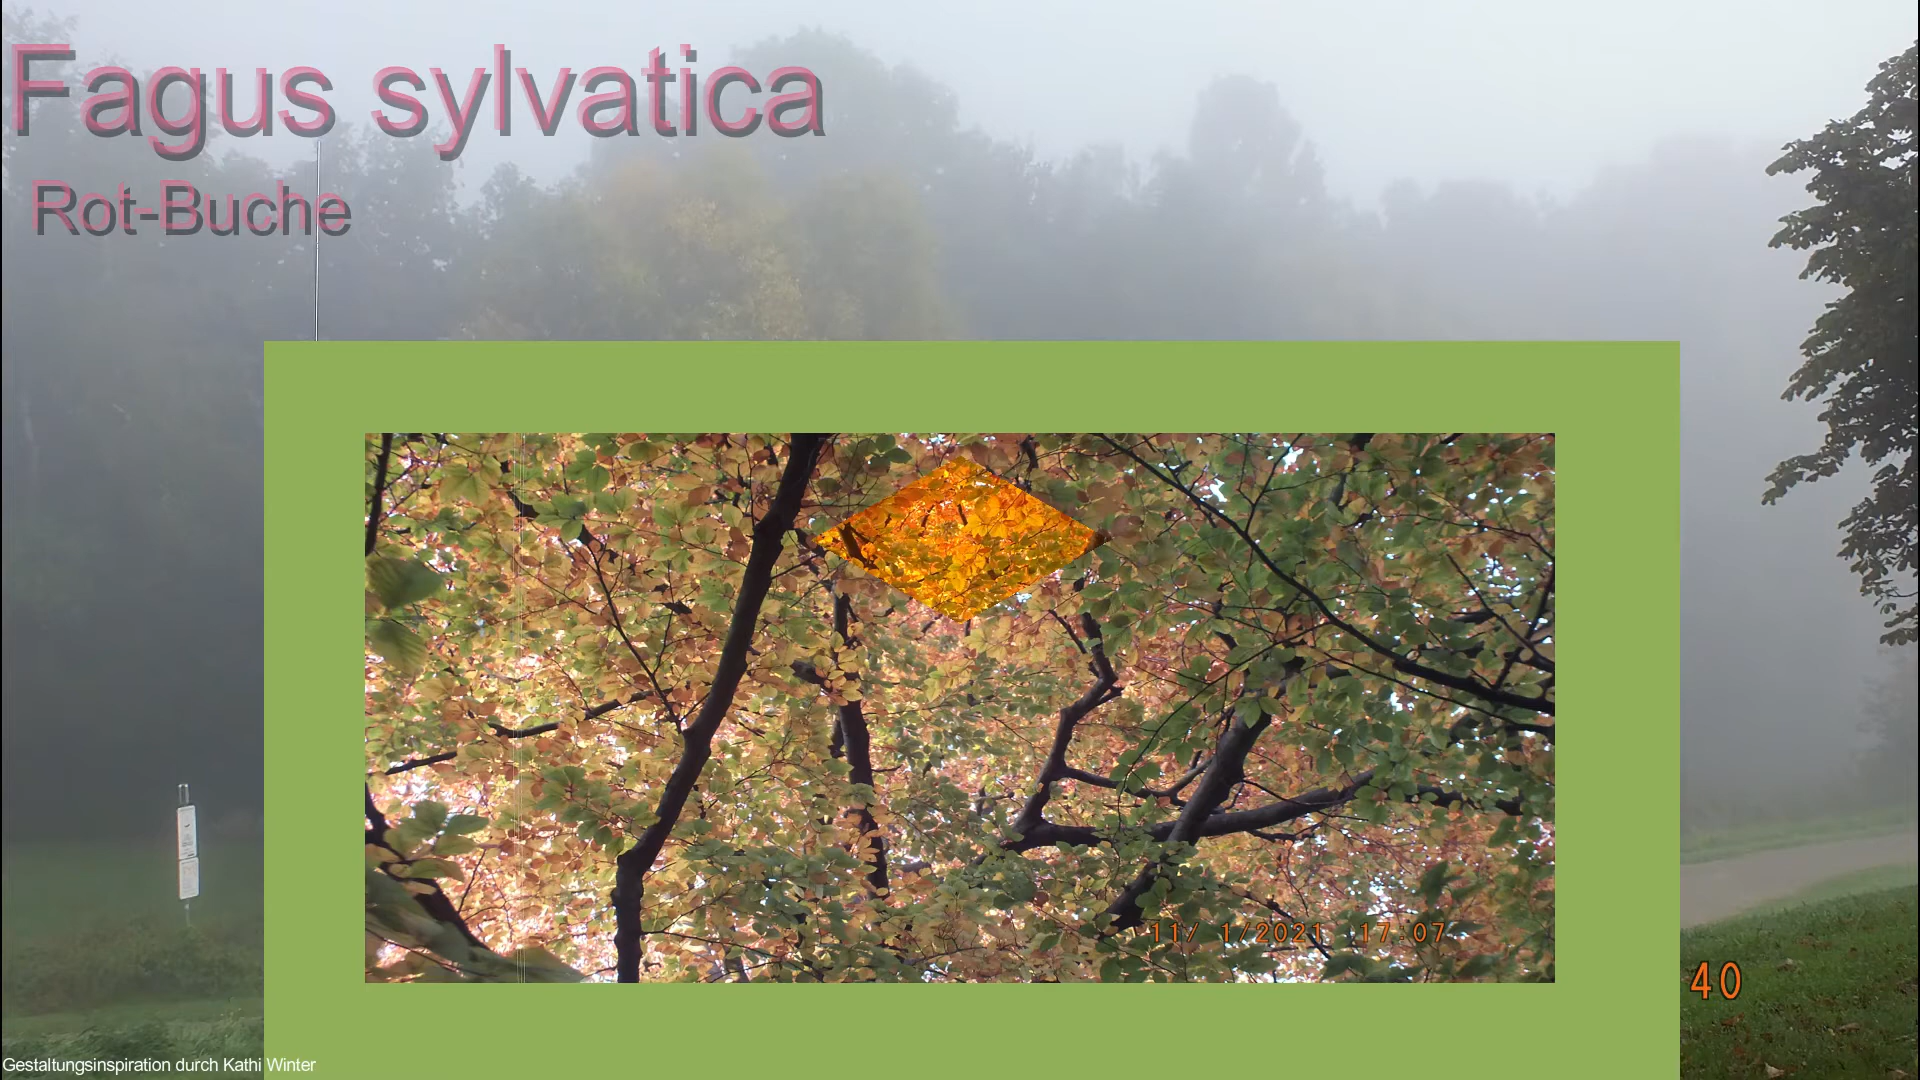 Fagus sylvatica
Rot-Buche
11/ 1/2021 17:07
40
Gestaltungsinspiration durch Kathi Winter